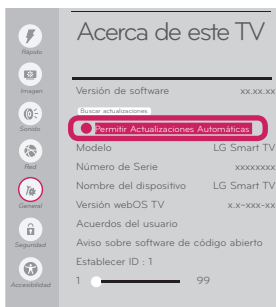 Acerca de este TV
Rápido
Imagen
Sonido
Red
General
Seguridad
Accesibilidad
Versión de software xx.xx.xx
Buscar actualizaciones
Permitir Actualizaciones Automáticas
Modelo LG Smart TV
Número de Serie xxxxxxxx
Nombre del dispositivo LG Smart TV
Versión webOS TV x.x-xxx-xx
Acuerdos del usuario
Aviso sobre software de código abierto
Establecer ID : 1
1 99